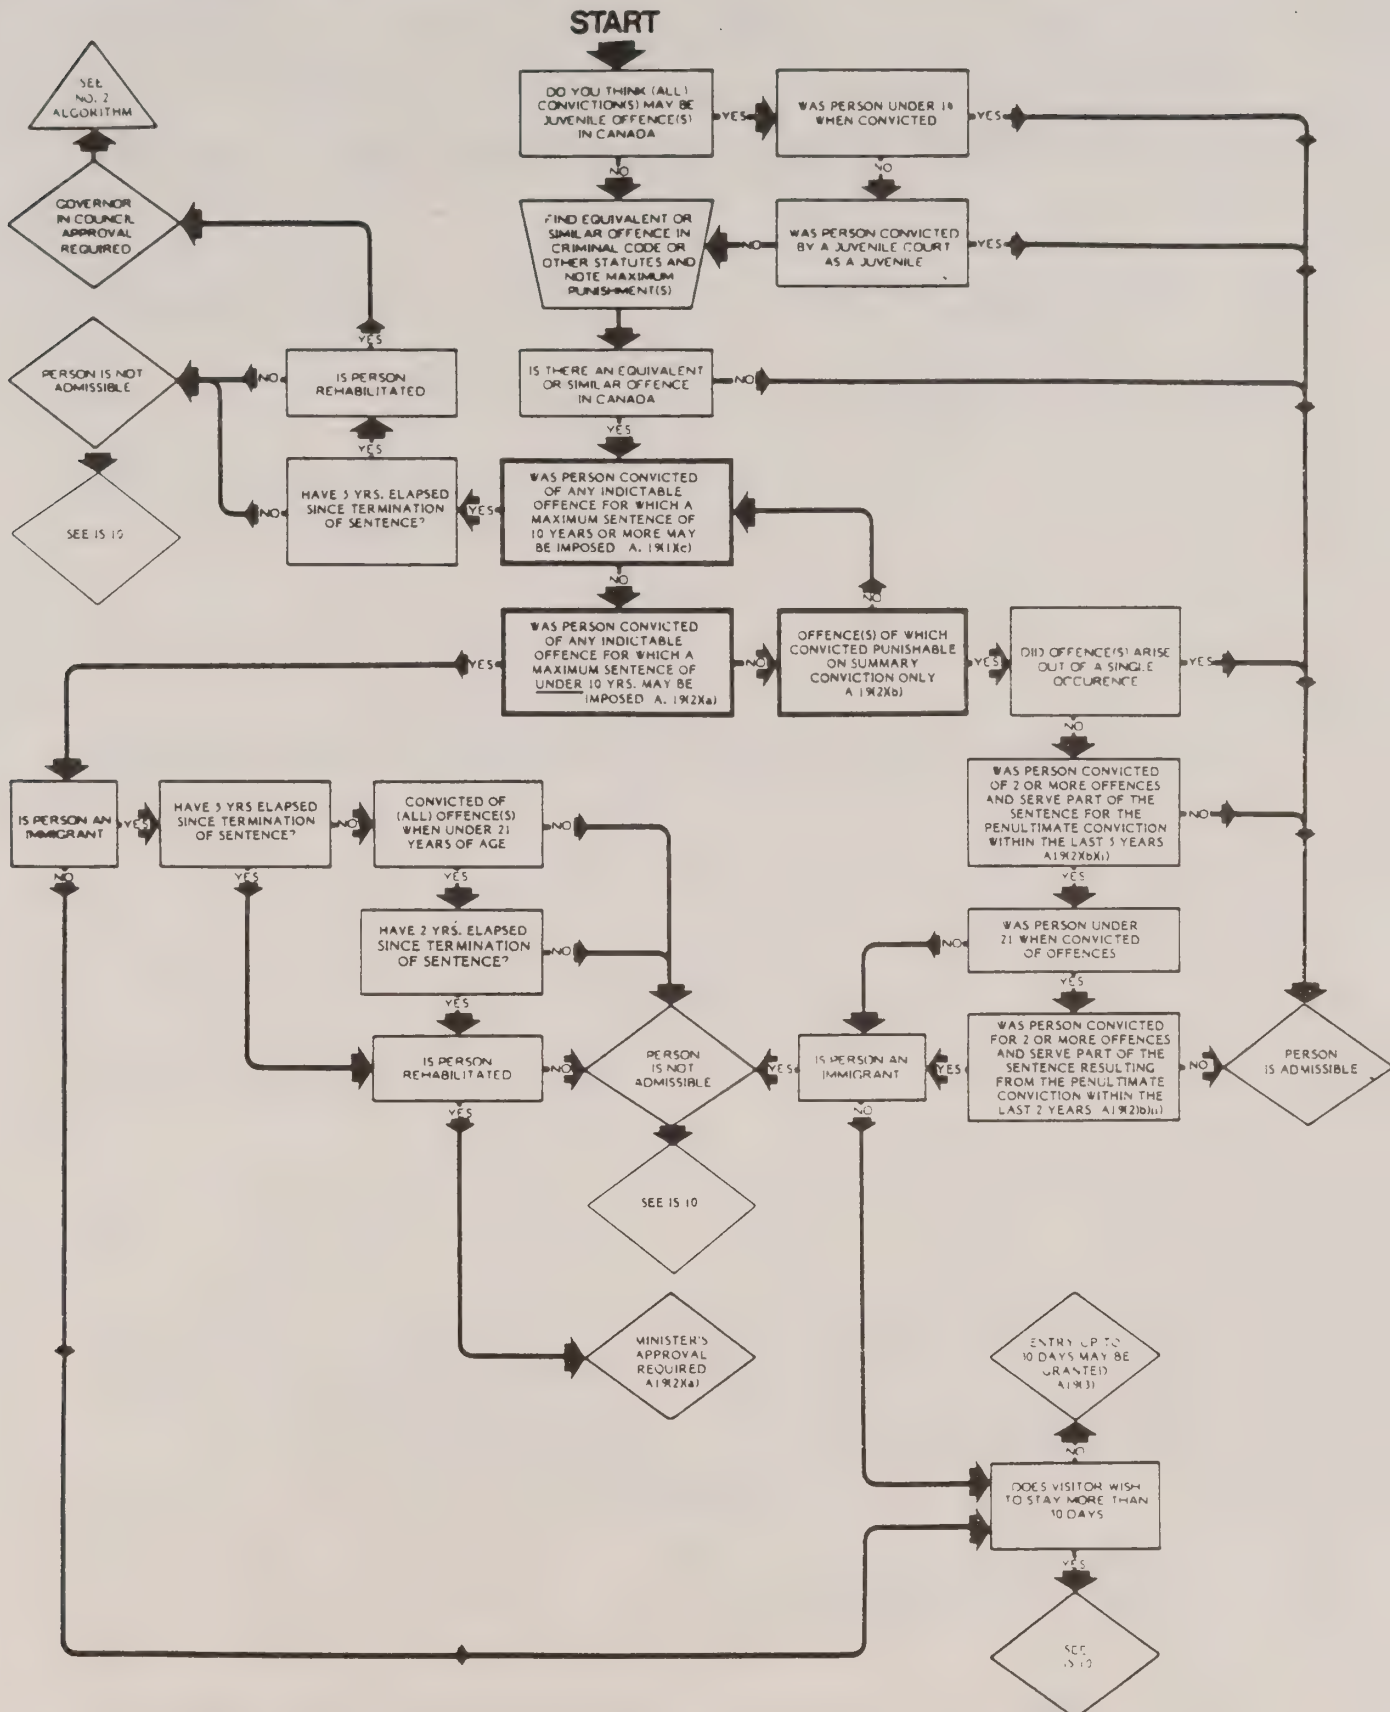 START
DO YOU THINK (ALL)
CONVICTION(S) MAY BE
JUVENILE OFFENCE(S)
IN CANADA
YES
WAS PERSON UNDER
WHEN CONVICTED
YES
NO
NO
FIND EQUIVALENT OR
SIMILAR OFFENCE IN
CRIMINAL CODE OR
OTHER STATUTES AND
NOTE MAXIMUM
PUNISHMENT(S)
NO
WAS PERSON CONVICTED
BY A JUVENILE COURT
AS A JUVENILE
YES
IS THERE AN EQUIVALENT
OR SIMILAR OFFENCE
IN CANADA
NO
YES
SEE
NO. 2
ALGORITHM
GOVERNOR
IN COUNCIL
APPROVAL
REQUIRED
YES
PERSON IS NOT
ADMISSIBLE
NO
IS PERSON
REHABILITATED
YES
SEE IS 10
NO
HAVE 5 YRS. ELAPSED
SINCE TERMINATION
OF SENTENCE?
YES
WAS PERSON CONVICTED
OF ANY INDICTABLE
OFFENCE FOR WHICH A
MAXIMUM SENTENCE OF
10 YEARS OR MORE MAY
BE IMPOSED A. 19(1)(c)
NO
NO
YES
WAS PERSON CONVICTED
OF ANY INDICTABLE
OFFENCE FOR WHICH A
MAXIMUM SENTENCE OF
UNDER 10 YRS. MAY BE
IMPOSED A. 19(2)(a)
NO
OFFENCE(S) OF WHICH
CONVICTED PUNISHABLE
ON SUMMARY
CONVICTION ONLY
A 19(2)(b)
YES
DID OFFENCE(S) ARISE
OUT OF A SINGLE
OCCURENCE
YES
NO
WAS PERSON CONVICTED
OF 2 OR MORE OFFENCES
AND SERVE PART OF THE
SENTENCE FOR THE
PENULTIMATE CONVICTION
WITHIN THE LAST 5 YEARS
A19(2)(b)(i)
NO
YES
IS PERSON AN
IMMIGRANT
YES
HAVE 5 YRS ELAPSED
SINCE TERMINATION
OF SENTENCE?
NO
CONVICTED OF
(ALL) OFFENCE(S)
WHEN UNDER 21
YEARS OF AGE
NO
NO
YES
YES
HAVE 2 YRS. ELAPSED
SINCE TERMINATION
OF SENTENCE?
NO
YES
IS PERSON
REHABILITATED
NO
PERSON
IS NOT
ADMISSIBLE
YES
IS PERSON AN
IMMIGRANT
NO
WAS PERSON UNDER
21 WHEN CONVICTED
OF OFFENCES
NO
YES
WAS PERSON CONVICTED
FOR 2 OR MORE OFFENCES
AND SERVE PART OF THE
SENTENCE RESULTING
FROM THE PENULTIMATE
CONVICTION WITHIN THE
LAST 2 YEARS A19(2)b)ii)
YES
NO
PERSON
IS ADMISSIBLE
YES
SEE IS 10
MINISTER'S
APPROVAL
REQUIRED
A19(2)(a)
ENTRY UP TO
30 DAYS MAY BE
GRANTED
A19(3)
NO
DOES VISITOR WISH
TO STAY MORE THAN
30 DAYS
YES
SEE
IS 10